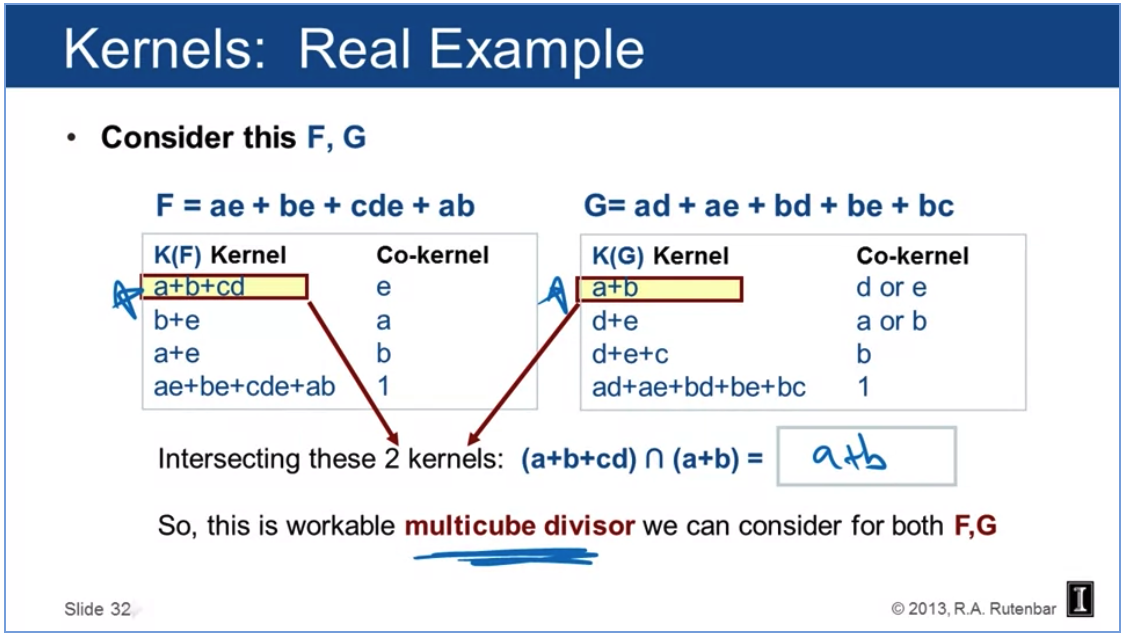 Kernels: Real Example
• Consider this F, G
F = ae + be + cde + ab
G= ad + ae + bd + be + bc
K(F) Kernel Co-kernel
a+b+cd e
b+e a
a+e b
ae+be+cde+ab 1
K(G) Kernel Co-kernel
a+b d or e
d+e a or b
d+e+c b
ad+ae+bd+be+bc 1
Intersecting these 2 kernels: (a+b+cd) ∩ (a+b) = a+b
So, this is workable multicube divisor we can consider for both F,G
Slide 32
© 2013, R.A. Rutenbar I